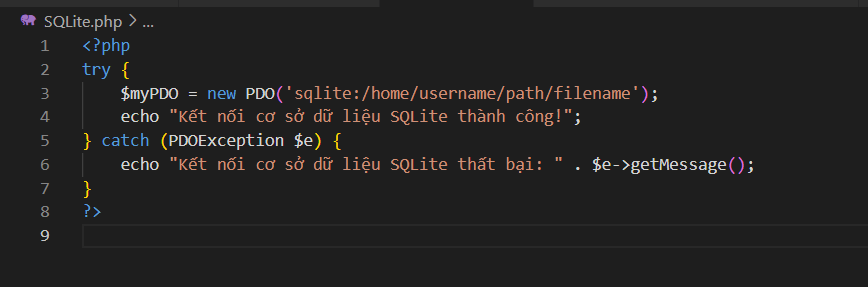 SQLite.php > ...
1 <?php
2 try {
3 $myPDO = new PDO('sqlite:/home/username/path/filename');
4 echo "Kết nối cơ sở dữ liệu SQLite thành công!";
5 } catch (PDOException $e) {
6 echo "Kết nối cơ sở dữ liệu SQLite thất bại: " . $e->getMessage();
7 }
8 ?>
9